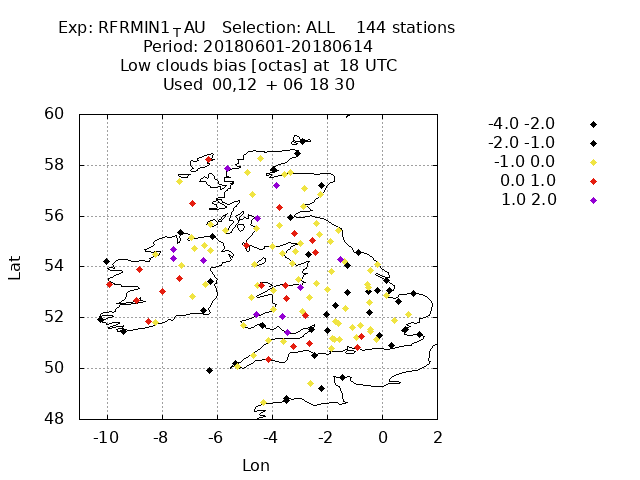 Exp: RFRMIN1TAU Selection: ALL 144 stations
Period: 20180601-20180614
Low clouds bias [octas] at 18 UTC
Used 00,12 + 06 18 30
-4.0 -2.0
-2.0 -1.0
-1.0 0.0
0.0 1.0
1.0 2.0
60
58
56
54
52
50
48
Lat
-10 -8 -6 -4 -2 0 2
Lon